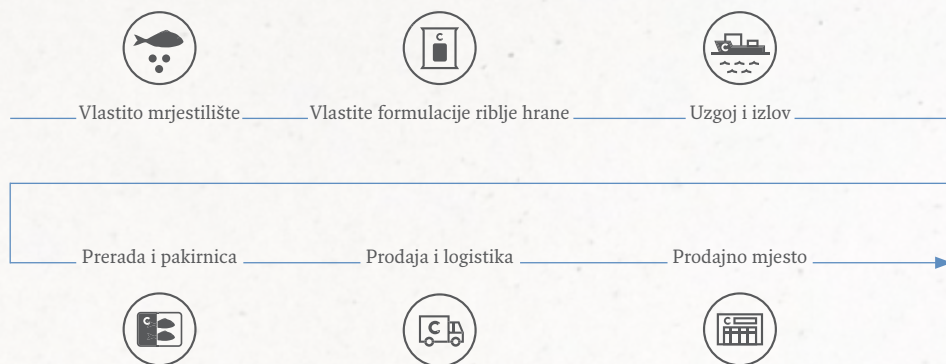 C
Vlastito mrjestilište Vlastite formulacije riblje hrane Uzgoj i izlov
Prerada i pakirnica Prodaja i logistika Prodajno mjesto
C C C